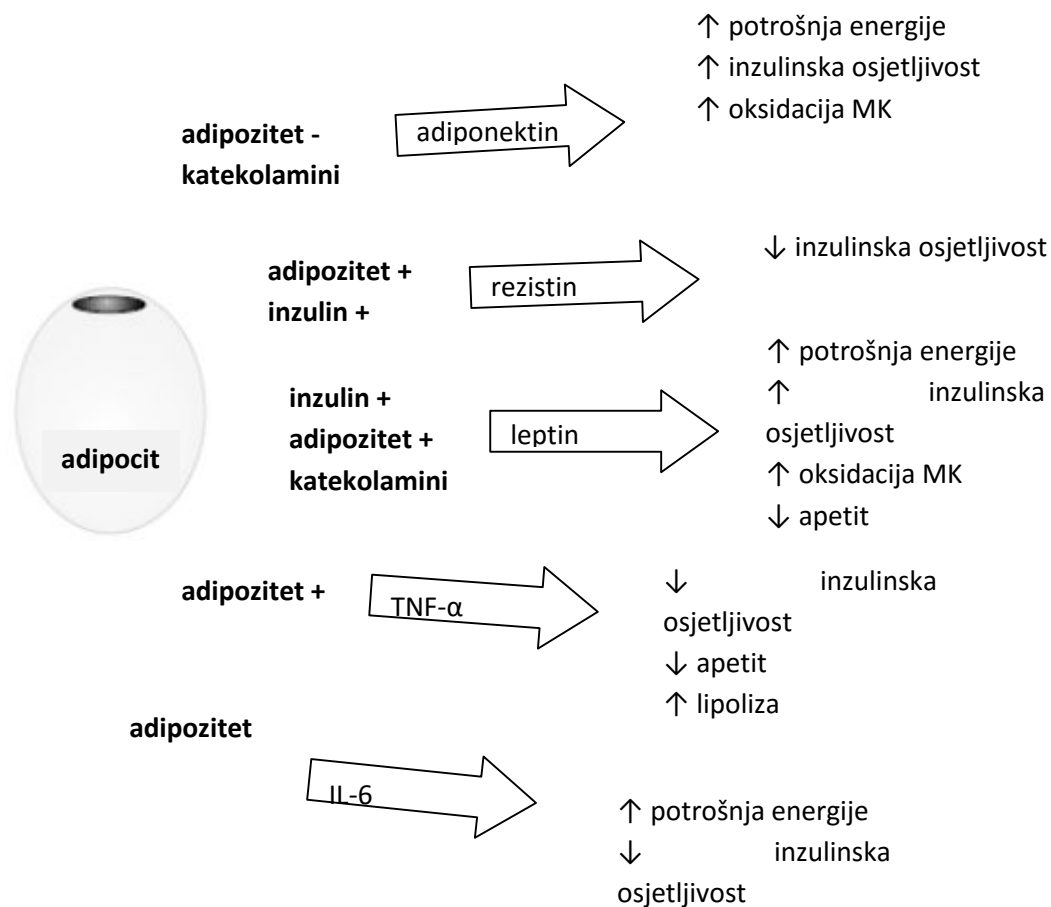 ↑ potrošnja energije
↑ inzulinska osjetljivost
↑ oksidacija MK
adipozitet -
katekolamini
adiponektin
↓ inzulinska osjetljivost
adipozitet +
inzulin +
rezistin
↑ potrošnja energije
↑ inzulinska
osjetljivost
↑ oksidacija MK
↓ apetit
inzulin +
adipozitet +
katekolamini
leptin
adipocit
adipozitet +
TNF-α
↓ inzulinska
osjetljivost
↓ apetit
↑ lipoliza
adipozitet
IL-6
↑ potrošnja energije
↓ inzulinska
osjetljivost